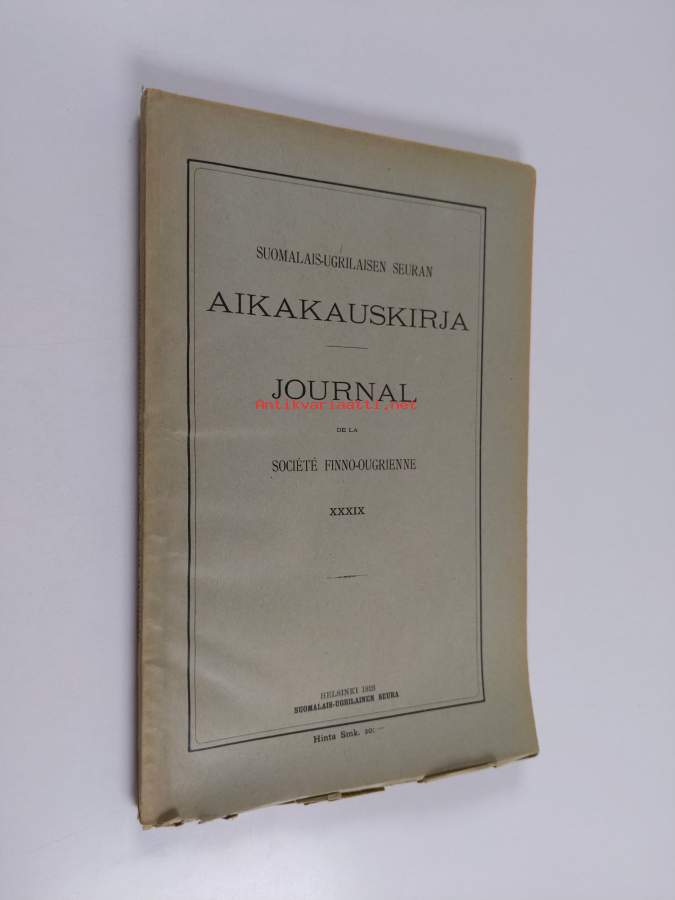 SUOMALAIS-UGRILAISEN SEURAN
AIKAKAUSKIRJA
JOURNAL
Antikvariaatti.net
DE LA
SOCIÉTÉ FINNO-OUGRIENNE
XXXIX
HELSINKI
SUOMALAIS-UGRILAINEN SEURA
Hinta Smk.